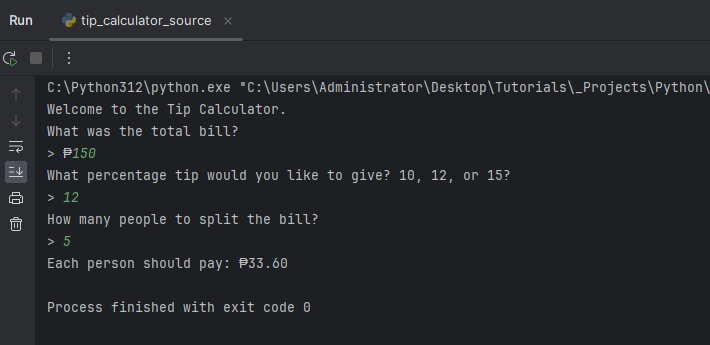 Run tip_calculator_source ×
C:\Python312\python.exe "C:\Users\Administrator\Desktop\Tutorials\_Projects\Python\
Welcome to the Tip Calculator.
What was the total bill?
> ₱150
What percentage tip would you like to give? 10, 12, or 15?
> 12
How many people to split the bill?
> 5
Each person should pay: ₱33.60
Process finished with exit code 0